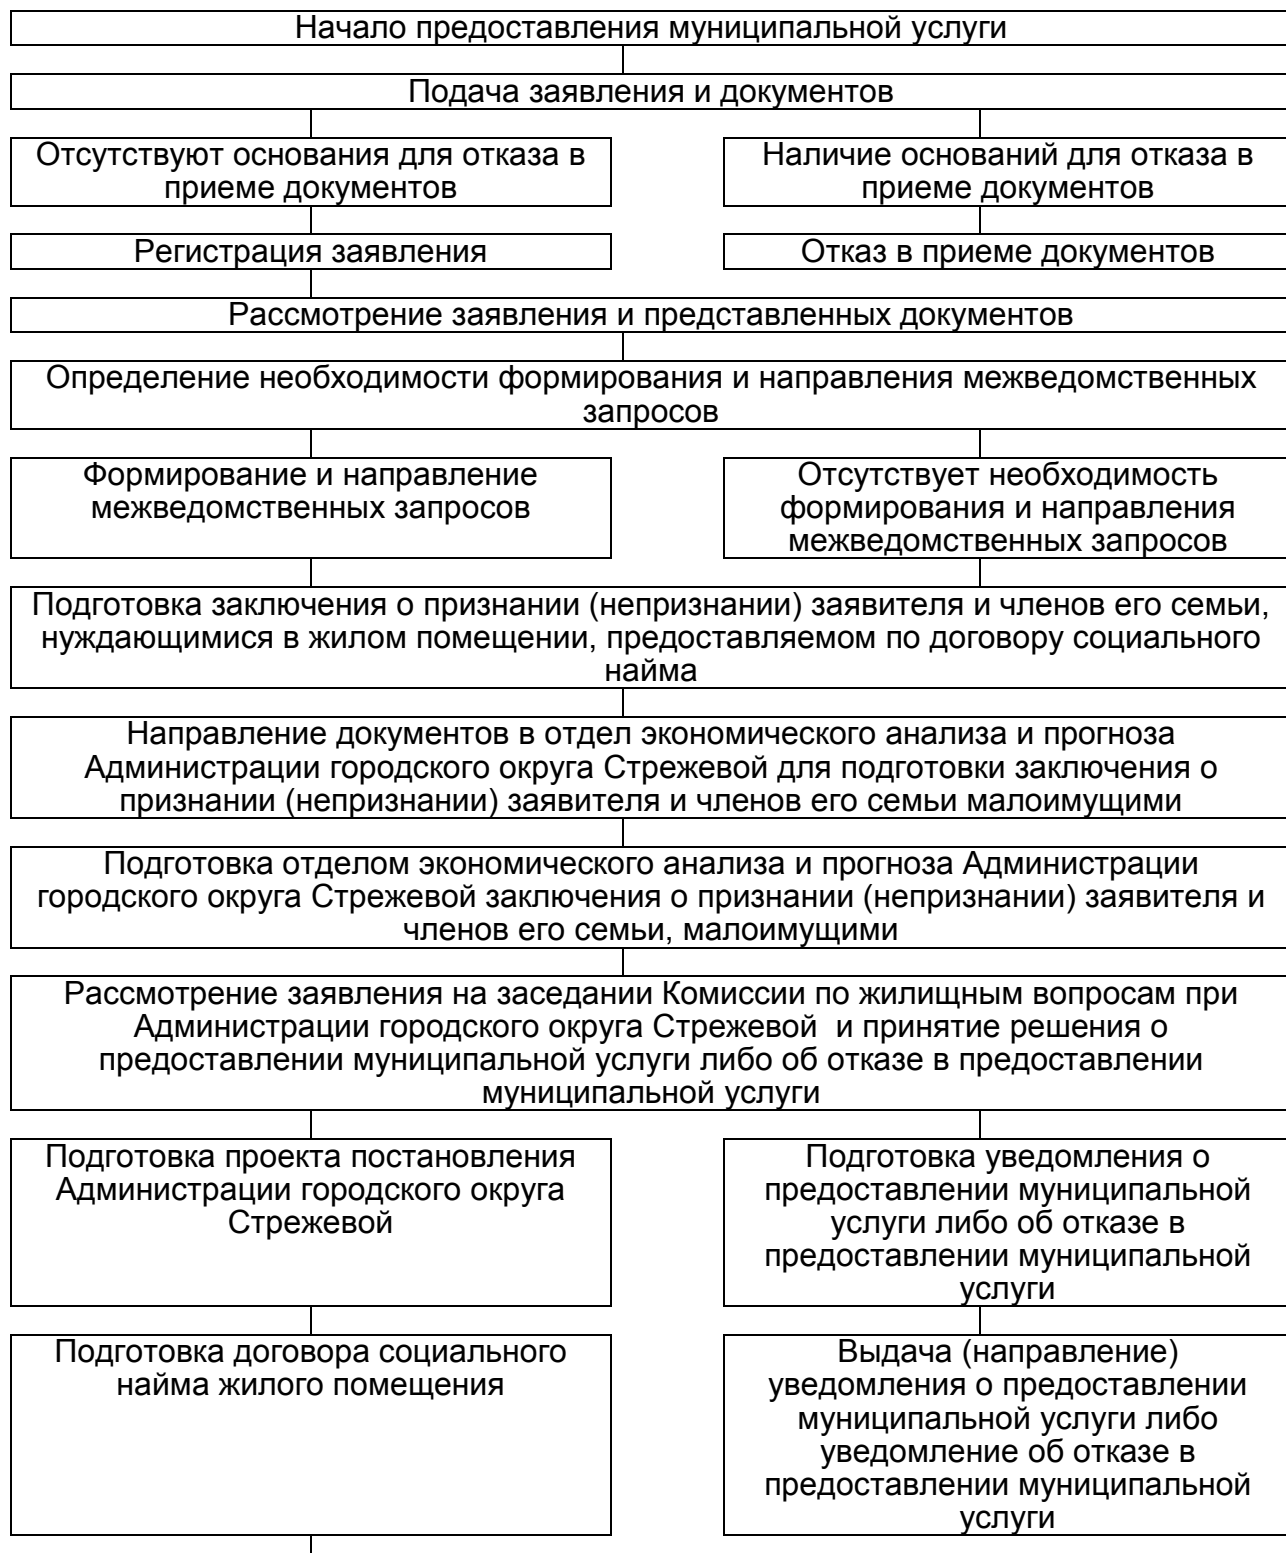 Начало предоставления муниципальной услуги
Подача заявления и документов
Отсутствуют основания для отказа в
приеме документов
Наличие оснований для отказа в
приеме документов
Регистрация заявления
Отказ в приеме документов
Рассмотрение заявления и представленных документов
Определение необходимости формирования и направления межведомственных
запросов
Формирование и направление
межведомственных запросов
Отсутствует необходимость
формирования и направления
межведомственных запросов
Подготовка заключения о признании (непризнании) заявителя и членов его семьи,
нуждающимися в жилом помещении, предоставляемом по договору социального
найма
Направление документов в отдел экономического анализа и прогноза
Администрации городского округа Стрежевой для подготовки заключения о
признании (непризнании) заявителя и членов его семьи малоимущими
Подготовка отделом экономического анализа и прогноза Администрации
городского округа Стрежевой заключения о признании (непризнании) заявителя и
членов его семьи, малоимущими
Рассмотрение заявления на заседании Комиссии по жилищным вопросам при
Администрации городского округа Стрежевой  и принятие решения о
предоставлении муниципальной услуги либо об отказе в предоставлении
муниципальной услуги
Подготовка проекта постановления
Администрации городского округа
Стрежевой
Подготовка уведомления о
предоставлении муниципальной
услуги либо об отказе в
предоставлении муниципальной
услуги
Подготовка договора социального
найма жилого помещения
Выдача (направление)
уведомления о предоставлении
муниципальной услуги либо
уведомление об отказе в
предоставлении муниципальной
услуги